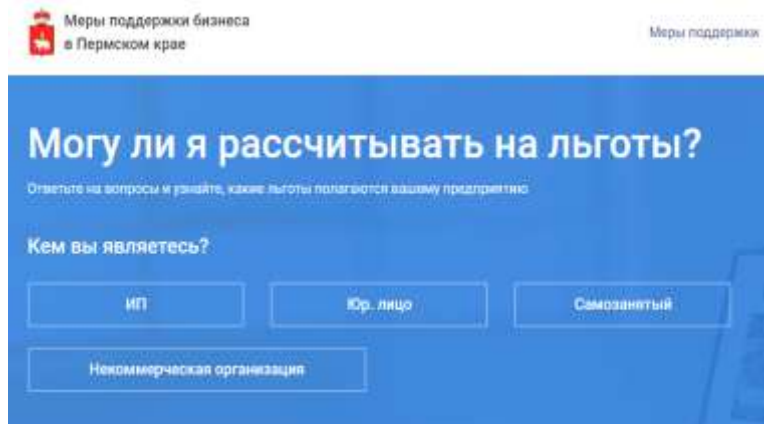 Меры поддержки бизнеса
в Пермском крае
Меры поддержки
Могу ли я рассчитывать на льготы?
Ответьте на вопросы и узнайте, какие льготы полагаются вашему предприятию
Кем вы являетесь?
ИП
Юр. лицо
Самозанятый
Некоммерческая организация